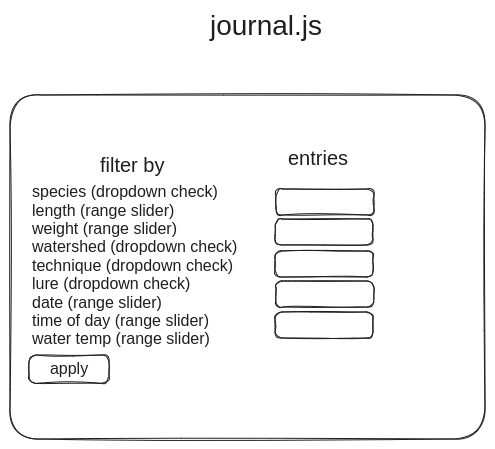 journal.js
filter by
species (dropdown check)
length (range slider)
weight (range slider)
watershed (dropdown check)
technique (dropdown check)
lure (dropdown check)
date (range slider)
time of day (range slider)
water temp (range slider)
apply
entries